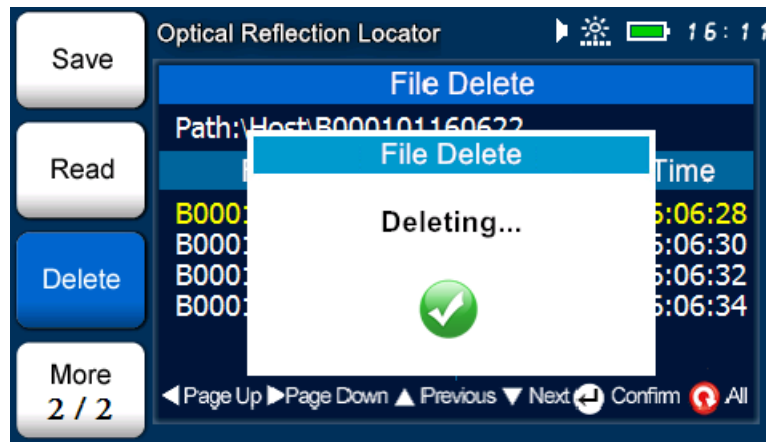 Save
Read
Delete
More
2 / 2
Optical Reflection Locator
16:1
File Delete
Path:\Host\B000101160622
Time
File Delete
Deleting...
B0001
5:06:28
B0001
5:06:30
B0001
5:06:32
B0001
5:06:34
Page Up Page Down Previous Next Confirm All